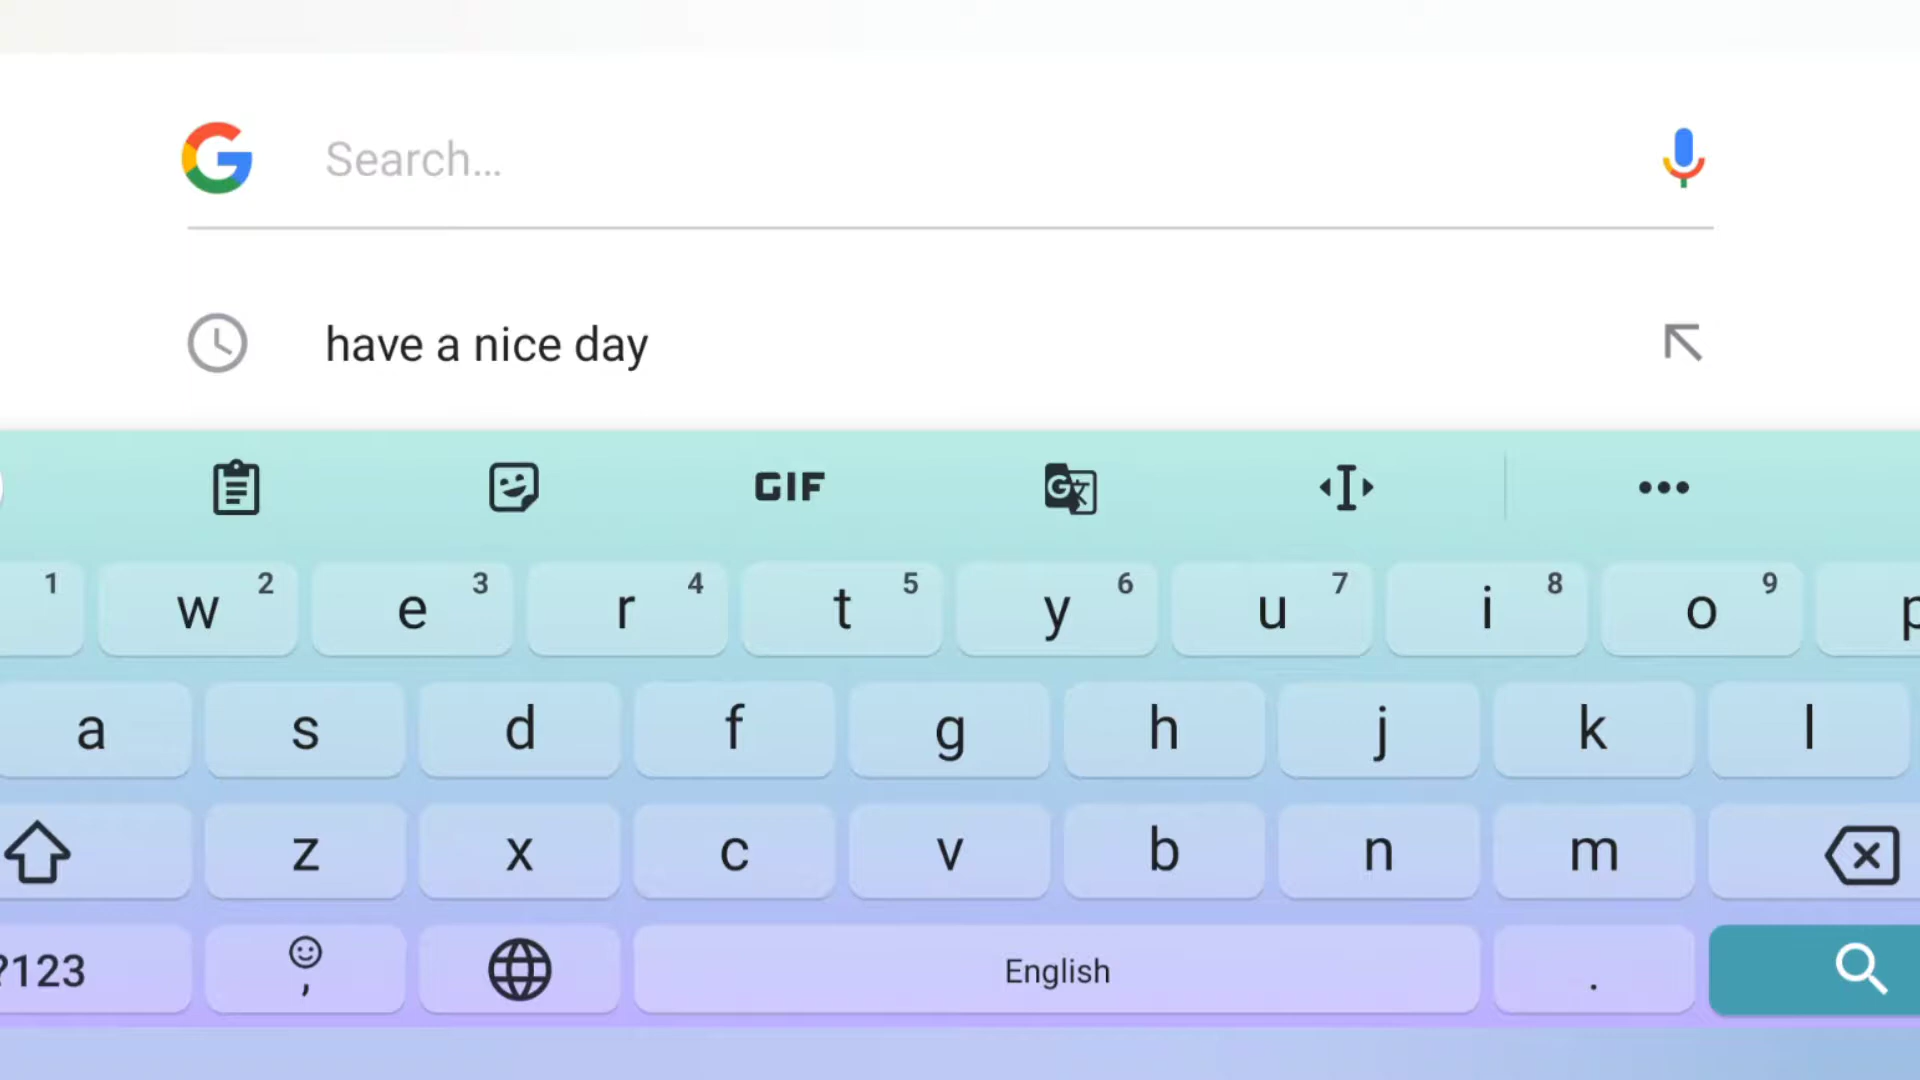 Search...
have a nice day
GIF
1 w 2 e 3 r 4 t 5 y 6 u 7 i 8 o 9 p
a s d f g h j k l
z x c v b n m
?123 , English .